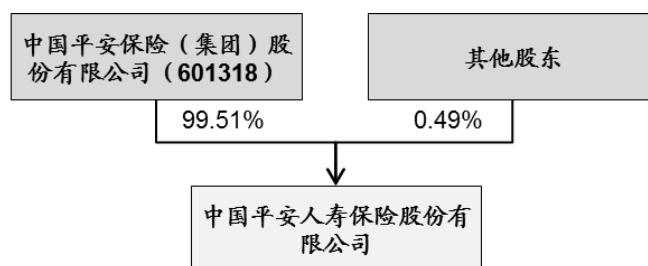 中国平安保险（集团）股
份有限公司（601318）
其他股东
99.51%
0.49%
中国平安人寿保险股份有
限公司